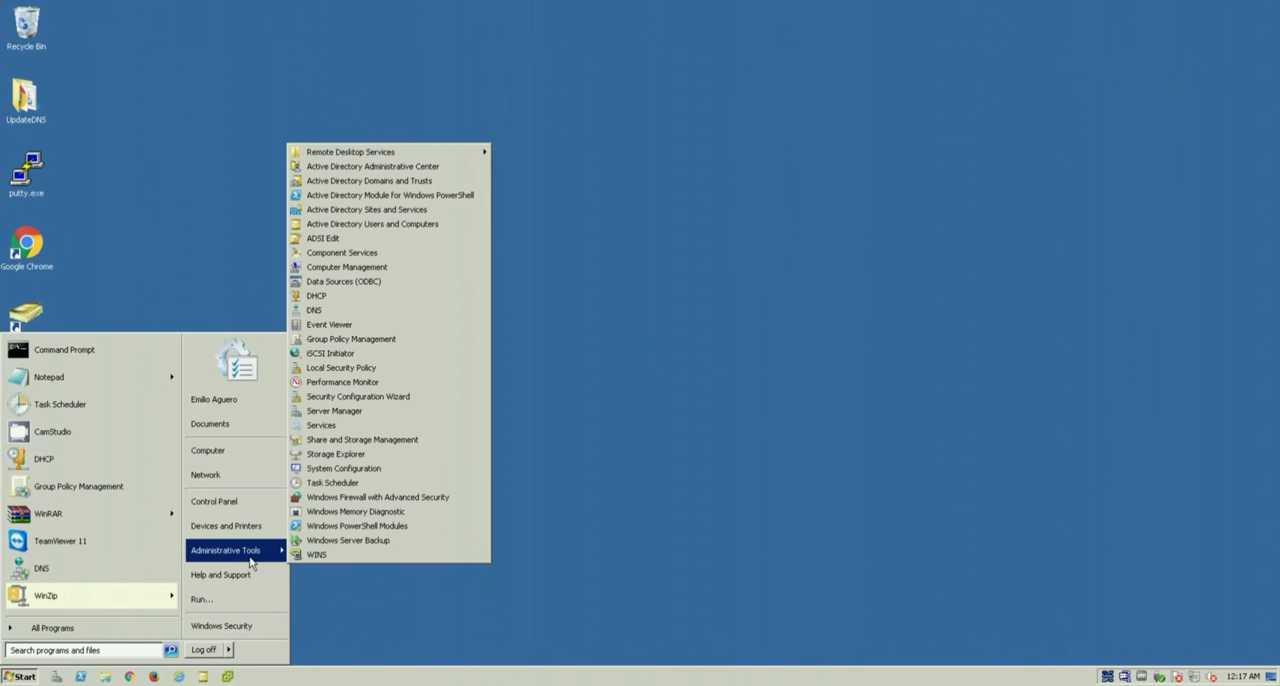 Recycle Bin
UpdateDNS
putty.exe
Google Chrome
Command Prompt
Notepad
Task Scheduler
CamStudio
DHCP
Group Policy Management
WinRAR
TeamViewer 11
DNS
WinZip
All Programs
Search programs and files
Emilio Aguero
Documents
Computer
Network
Control Panel
Devices and Printers
Administrative Tools
Help and Support
Run...
Windows Security
Log off
Remote Desktop Services
Active Directory Administrative Center
Active Directory Domains and Trusts
Active Directory Module for Windows PowerShell
Active Directory Sites and Services
Active Directory Users and Computers
ADSI Edit
Component Services
Computer Management
Data Sources (ODBC)
DHCP
DNS
Event Viewer
Group Policy Management
iSCSI Initiator
Local Security Policy
Performance Monitor
Security Configuration Wizard
Server Manager
Services
Share and Storage Management
Storage Explorer
System Configuration
Task Scheduler
Windows Firewall with Advanced Security
Windows Memory Diagnostic
Windows PowerShell Modules
Windows Server Backup
WINS
Start
12:17 AM